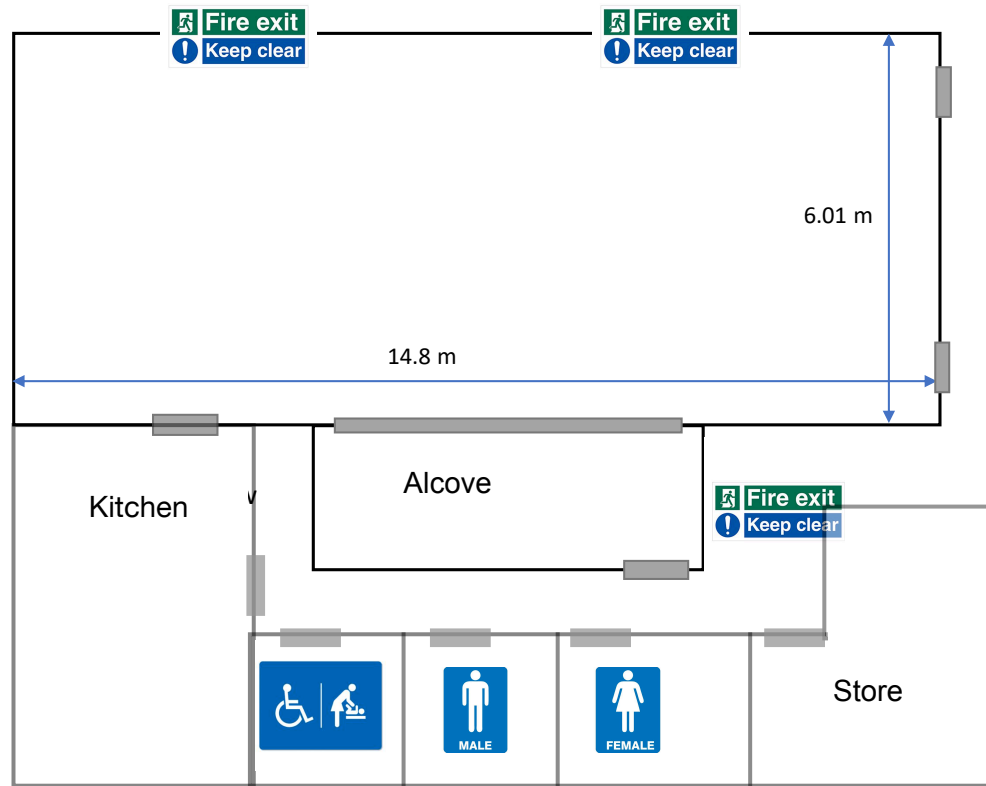 Fire exit
Keep clear
Fire exit
Keep clear
6.01 m
14.8 m
Alcove
Kitchen
Fire exit
Keep clear
Store
MALE
FEMALE